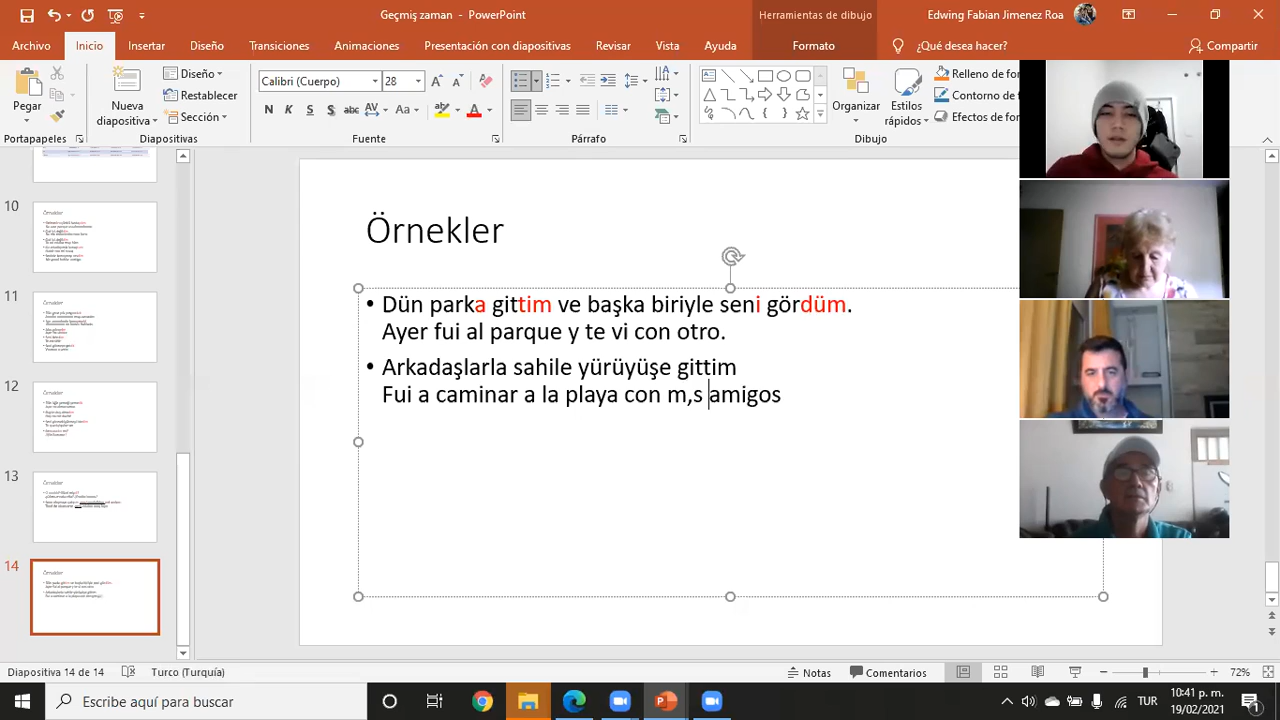 Geçmiş zaman - PowerPoint
Herramientas de dibujo
Edwing Fabian Jimenez Roa
Archivo Inicio Insertar Diseño Transiciones Animaciones Presentación con diapositivas Revisar Vista Ayuda Formato ¿Qué desea hacer? Compartir
Pegar
Nueva diapositiva
Diseño
Restablecer
Sección
Calibri (Cuerpo) 28
N K S abc AV Aa A
Organizar
Estilos rápidos
Relleno de f
Contorno de f
Efectos de for
Portapapeles Diapositivas Fuente Párrafo Dibujo
10
11
12
13
14
Örnekler
• Dün parka gittim ve başka biriyle seni gördüm.
Ayer fui al parque y te vi con otro.
• Arkadaşlarla sahile yürüyüşe gittim
Fui a caminar a la playa con m,s amigos
Diapositiva 14 de 14 Turco (Turquía) Notas Comentarios 72%
Escribe aquí para buscar
TUR
10:41 p. m.
19/02/2021